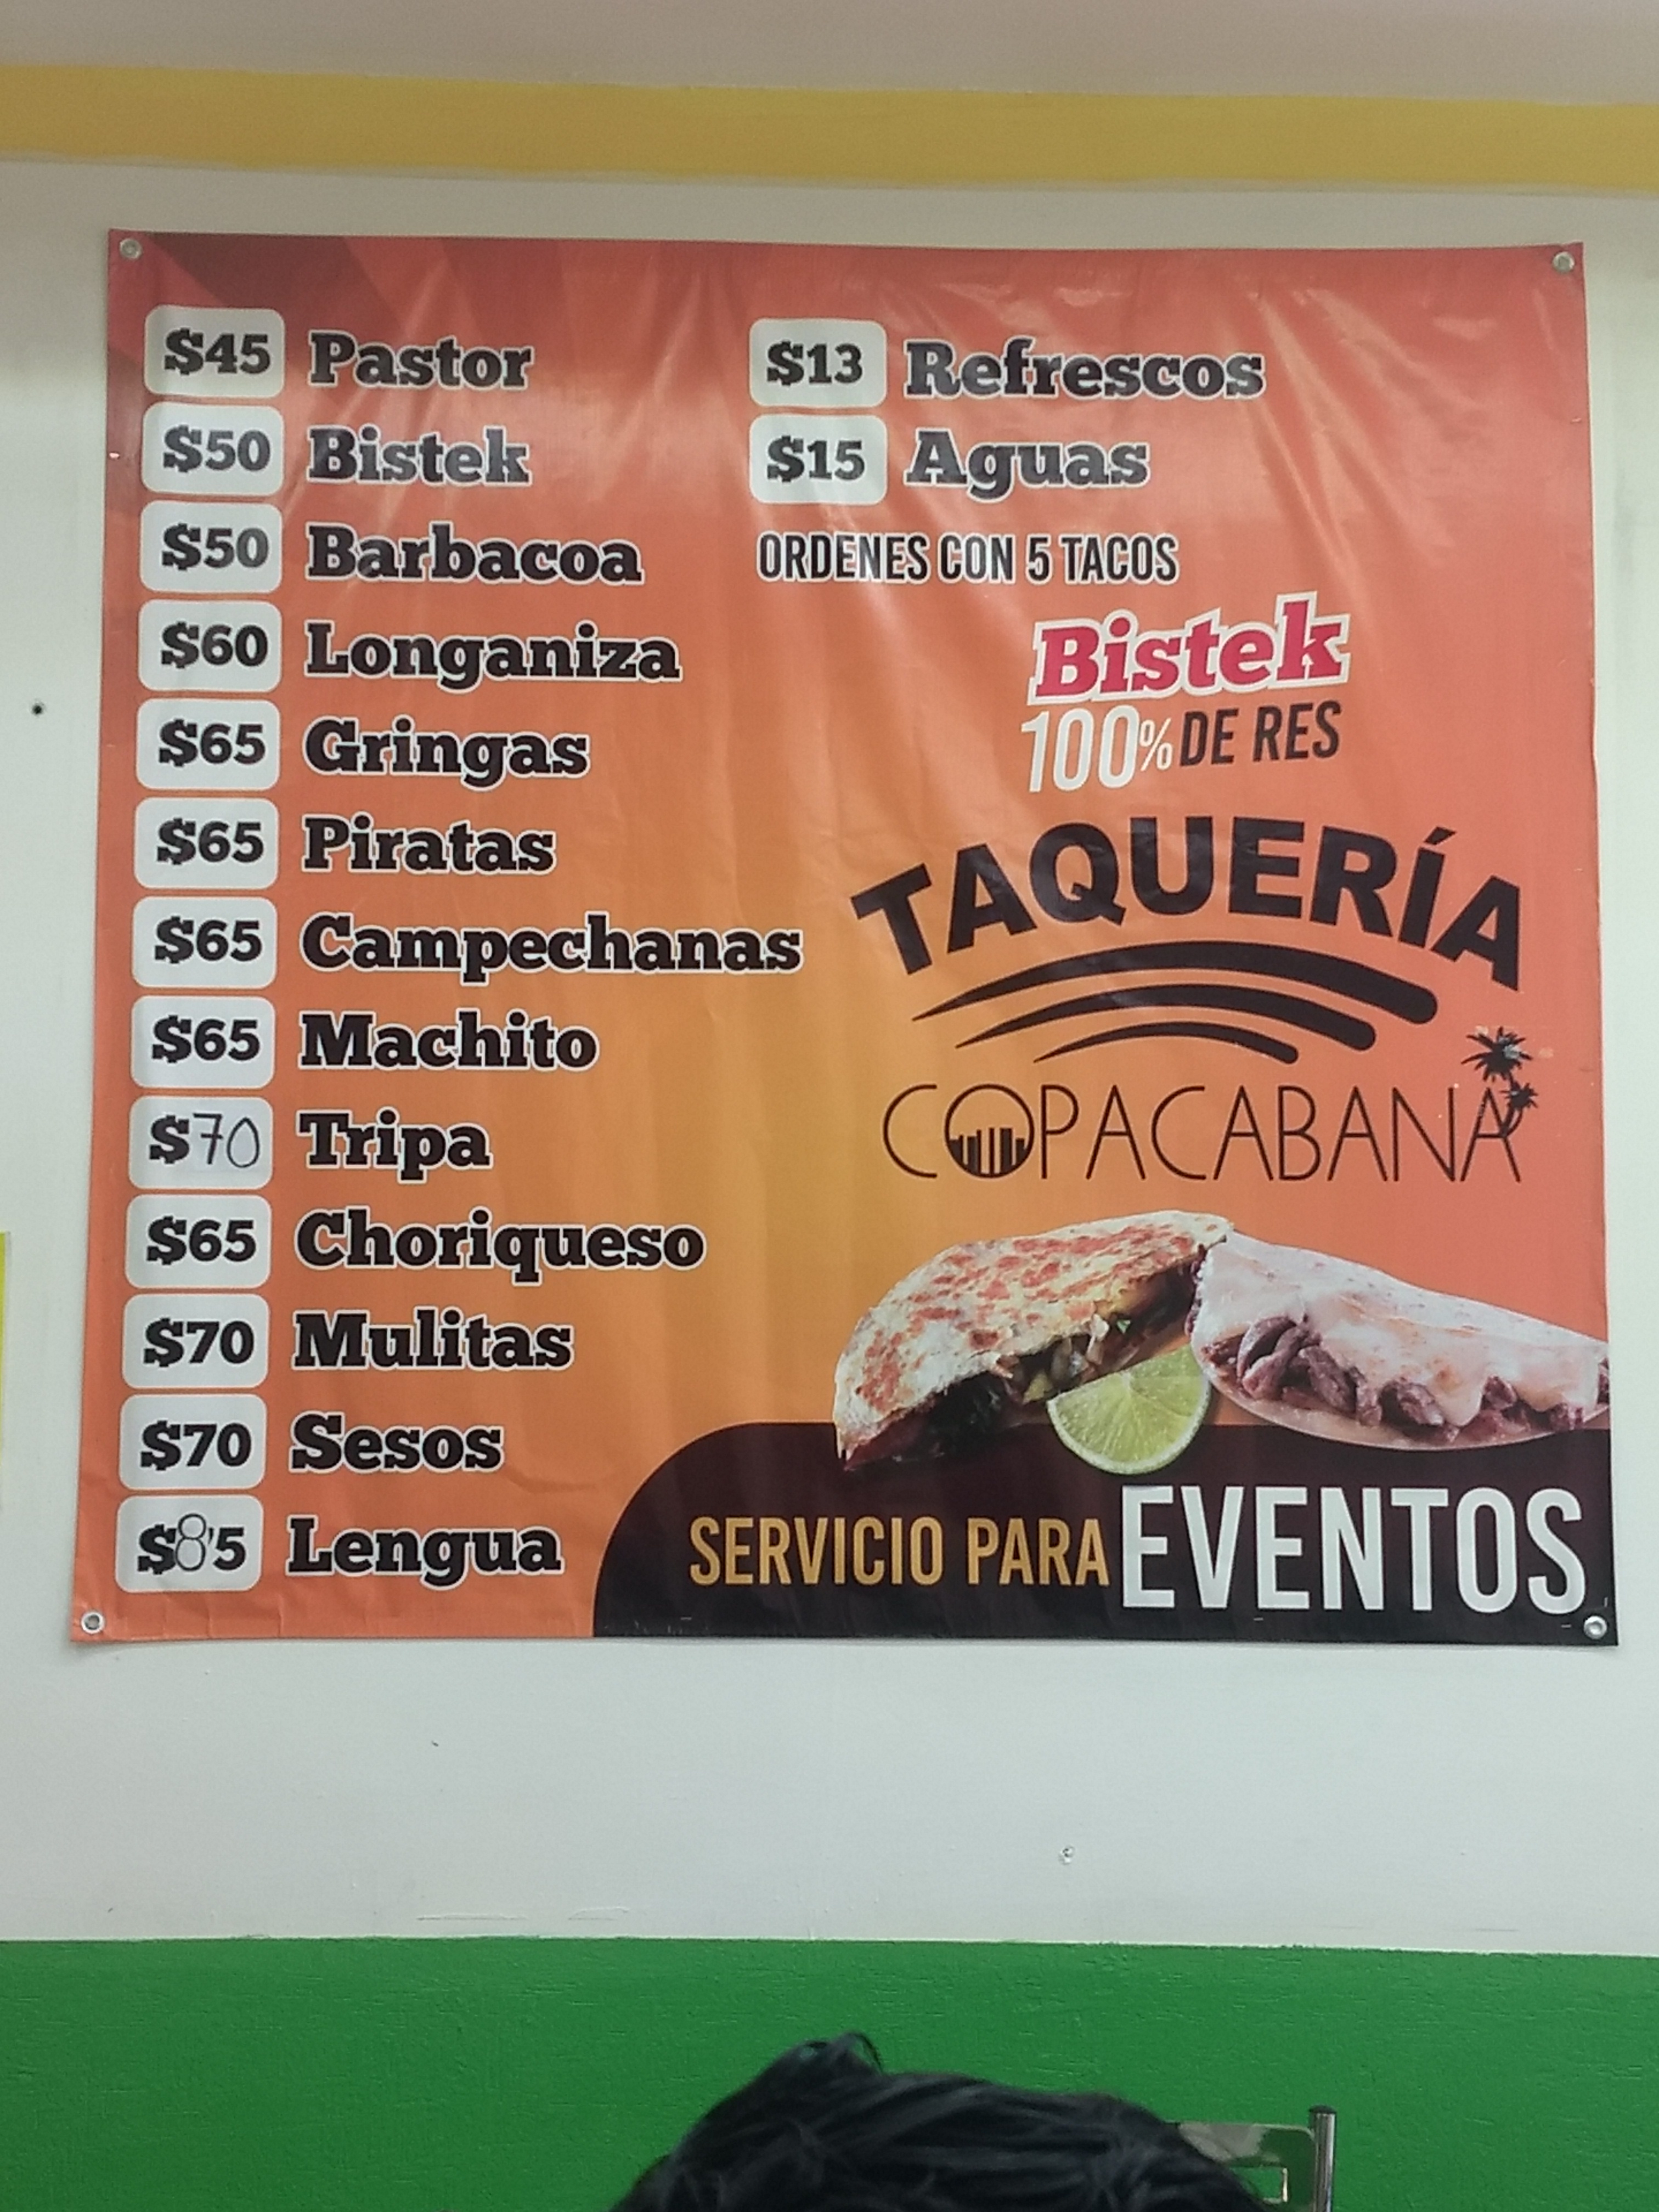 $45 Pastor
$50 Bistek
$50 Barbacoa
$60 Longaniza
$65 Gringas
$65 Piratas
$65 Campechanas
$65 Machito
$70 Tripa
$65 Choriqueso
$70 Mulitas
$70 Sesos
$85 Lengua
$13 Refrescos
$15 Aguas
ORDENES CON 5 TACOS
Bistek
100% DE RES
TAQUERÍA
COPACABANA
SERVICIO PARA EVENTOS